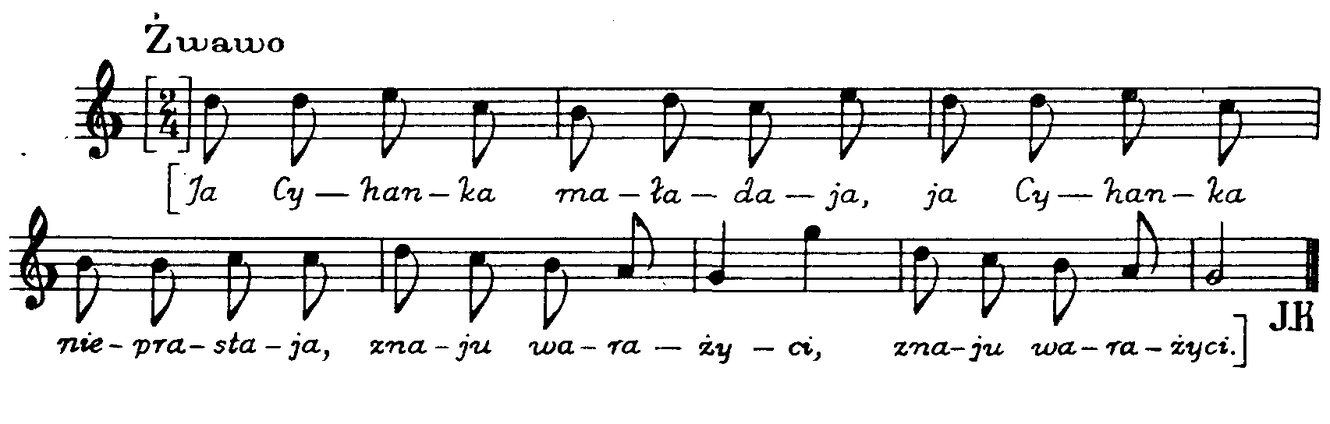 Żwawo
2
4
[Ja Cy—han—ka ma—ła—da—ja, ja Cy—han—ka
nie—pra—sta—ja, zna—ju wa—ra—ży—ci, zna—ju wa—ra—życi.]
J.K